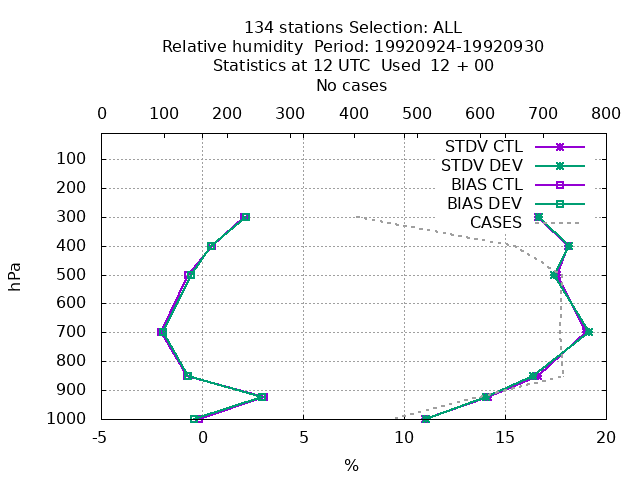 134 stations Selection: ALL
Relative humidity  Period: 19920924-19920930
Statistics at 12 UTC  Used  12 + 00
No cases
0 100 200 300 400 500 600 700 800
STDV CTL
STDV DEV
BIAS CTL
BIAS DEV
CASES
100
200
300
400
500
600
700
800
900
1000
hPa
-5 0 5 10 15 20
%